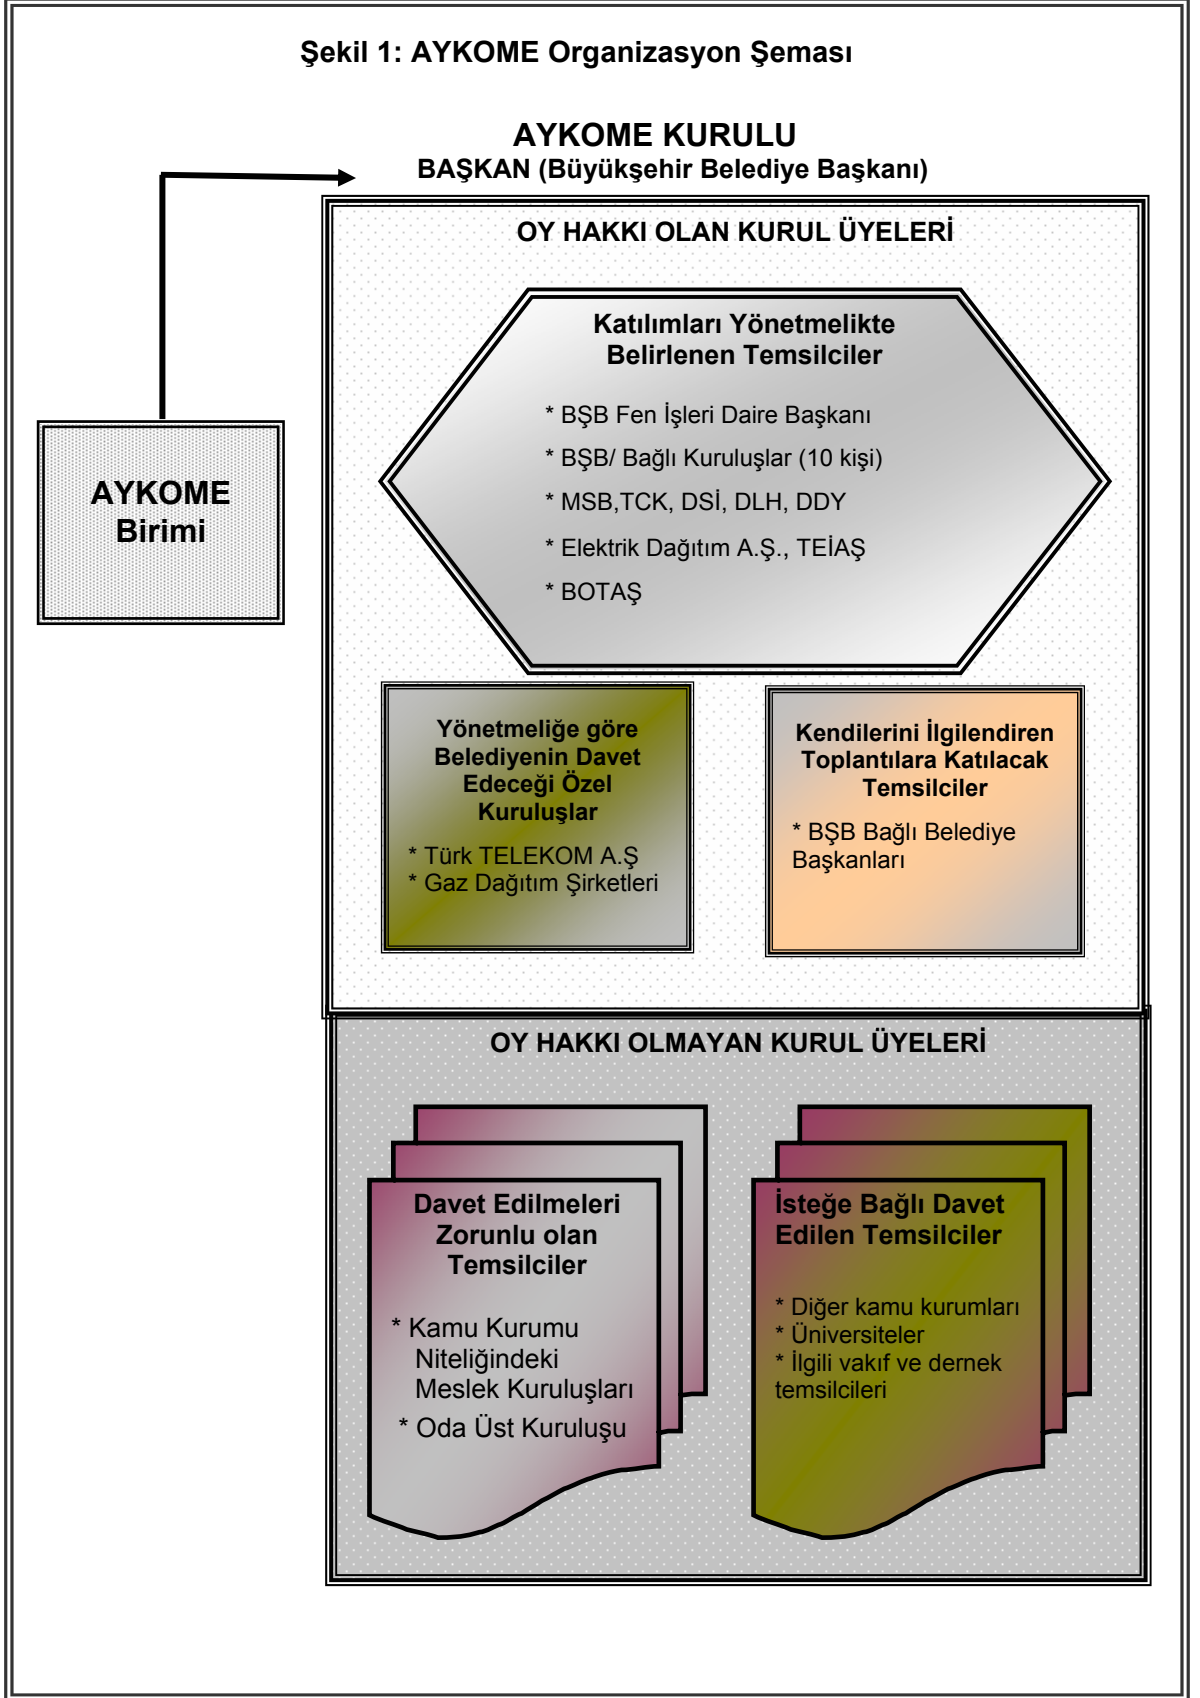 Şekil 1: AYKOME Organizasyon Şeması
AYKOME KURULU
BAŞKAN (Büyükşehir Belediye Başkanı)
OY HAKKI OLAN KURUL ÜYELERİ
Katılımları Yönetmelikte
Belirlenen Temsilciler
* BŞB Fen İşleri Daire Başkanı
* BŞB/ Bağlı Kuruluşlar (10 kişi)
* MSB,TCK, DSİ, DLH, DDY
* Elektrik Dağıtım A.Ş., TEİAŞ
* BOTAŞ
AYKOME
Birimi
Yönetmeliğe göre
Belediyenin Davet
Edeceği Özel
Kuruluşlar
* Türk TELEKOM A.Ş
* Gaz Dağıtım Şirketleri
Kendilerini İlgilendiren
Toplantılara Katılacak
Temsilciler
* BŞB Bağlı Belediye
Başkanları
OY HAKKI OLMAYAN KURUL ÜYELERİ
Davet Edilmeleri
Zorunlu olan
Temsilciler
* Kamu Kurumu
Niteliğindeki
Meslek Kuruluşları
* Oda Üst Kuruluşu
İsteğe Bağlı Davet
Edilen Temsilciler
* Diğer kamu kurumları
* Üniversiteler
* İlgili vakıf ve dernek
temsilcileri